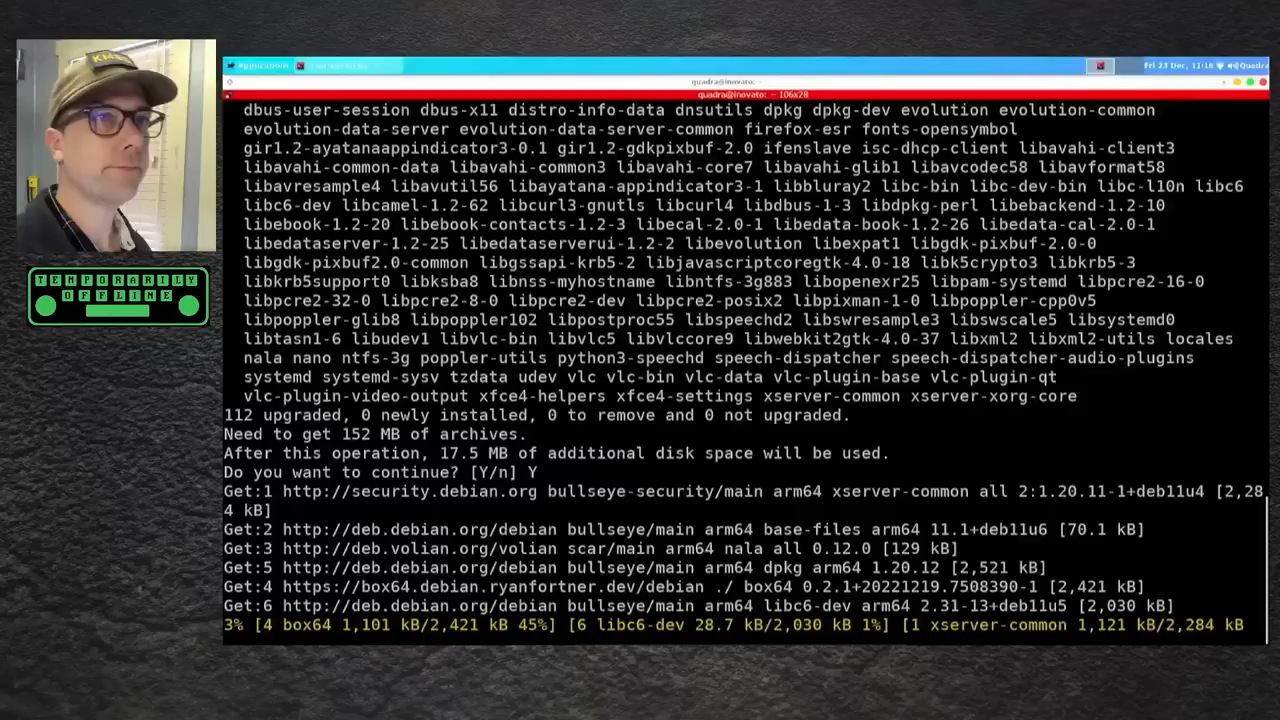 KMRT
TEMPORARILY
OFFLINE
Applications
Fri 23 Dec, 11:16 Quadra
quadra@inovato: ~
quadra@inovato: ~ 106x28
dbus-user-session dbus-x11 distro-info-data dnsutils dpkg dpkg-dev evolution evolution-common
evolution-data-server evolution-data-server-common firefox-esr fonts-opensymbol
gir1.2-ayatanaappindicator3-0.1 gir1.2-gdkpixbuf-2.0 ifenslave isc-dhcp-client libavahi-client3
libavahi-common-data libavahi-common3 libavahi-core7 libavahi-glib1 libavcodec58 libavformat58
libavresample4 libavutil56 libayatana-appindicator3-1 libbluray2 libc-bin libc-dev-bin libc-l10n libc6
libc6-dev libcamel-1.2-62 libcurl3-gnutls libcurl4 libdbus-1-3 libdpkg-perl libebackend-1.2-10
libebook-1.2-20 libebook-contacts-1.2-3 libecal-2.0-1 libedata-book-1.2-26 libedata-cal-2.0-1
libedataserver-1.2-25 libedataserverui-1.2-2 libevolution libexpat1 libgdk-pixbuf-2.0-0
libgdk-pixbuf2.0-common libgssapi-krb5-2 libjavascriptcoregtk-4.0-18 libk5crypto3 libkrb5-3
libkrb5support0 libksba8 libnss-myhostname libntfs-3g883 libopenexr25 libpam-systemd libpcre2-16-0
libpcre2-32-0 libpcre2-8-0 libpcre2-dev libpcre2-posix2 libpixman-1-0 libpoppler-cpp0v5
libpoppler-glib8 libpoppler102 libpostproc55 libspeechd2 libswresample3 libswscale5 libsystemd0
libtasn1-6 libudev1 libvlc-bin libvlc5 libvlccore9 libwebkit2gtk-4.0-37 libxml2 libxml2-utils locales
nala nano ntfs-3g poppler-utils python3-speechd speech-dispatcher speech-dispatcher-audio-plugins
systemd systemd-sysv tzdata udev vlc vlc-bin vlc-data vlc-plugin-base vlc-plugin-qt
vlc-plugin-video-output xfce4-helpers xfce4-settings xserver-common xserver-xorg-core
112 upgraded, 0 newly installed, 0 to remove and 0 not upgraded.
Need to get 152 MB of archives.
After this operation, 17.5 MB of additional disk space will be used.
Do you want to continue? [Y/n] Y
Get:1 http://security.debian.org bullseye-security/main arm64 xserver-common all 2:1.20.11-1+deb11u4 [2,28
4 kB]
Get:2 http://deb.debian.org/debian bullseye/main arm64 base-files arm64 11.1+deb11u6 [70.1 kB]
Get:3 http://deb.volian.org/volian scar/main arm64 nala all 0.12.0 [129 kB]
Get:5 http://deb.debian.org/debian bullseye/main arm64 dpkg arm64 1.20.12 [2,521 kB]
Get:4 https://box64.debian.ryanfortner.dev/debian ./ box64 0.2.1+20221219.7508390-1 [2,421 kB]
Get:6 http://deb.debian.org/debian bullseye/main arm64 libc6-dev arm64 2.31-13+deb11u5 [2,030 kB]
3% [4 box64 1,101 kB/2,421 kB 45%] [6 libc6-dev 28.7 kB/2,030 kB 1%] [1 xserver-common 1,121 kB/2,284 kB